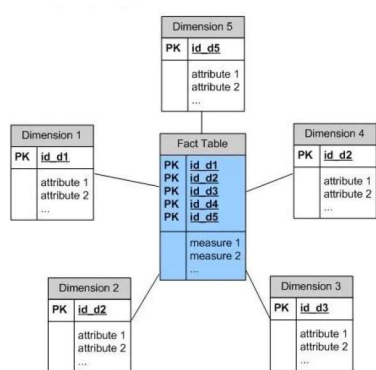 Dimension 5
PK id_d5
attribute 1
attribute 2
...
Dimension 1
PK id_d1
attribute 1
attribute 2
...
Fact Table
PK id_d1
PK id_d2
PK id_d3
PK id_d4
PK id_d5
measure 1
measure 2
...
Dimension 4
PK id_d2
attribute 1
attribute 2
...
Dimension 2
PK id_d2
attribute 1
attribute 2
...
Dimension 3
PK id_d3
attribute 1
attribute 2
...